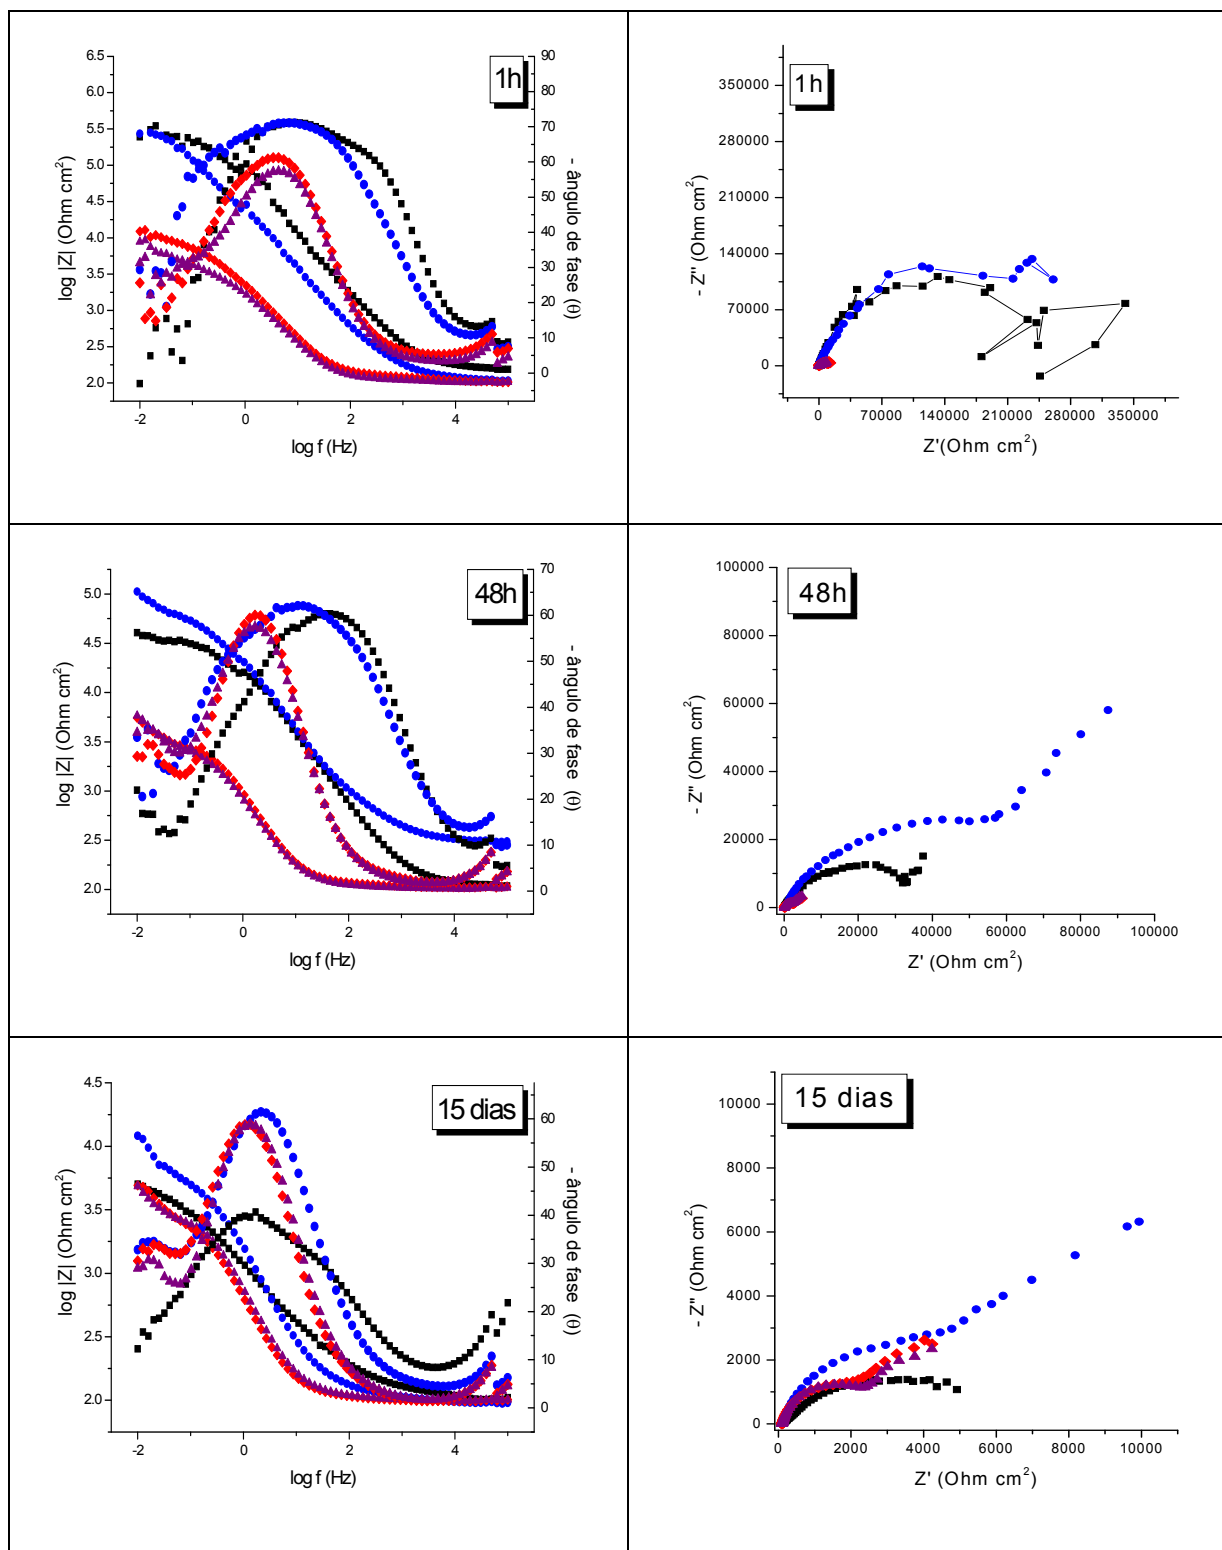 1h
log |Z| (Ohm cm²)
6.5
6.0
5.5
5.0
4.5
4.0
3.5
3.0
2.5
2.0
90
80
70
60
50
40
30
20
10
0
- ângulo de fase (θ)
-2 0 2 4
log f (Hz)
1h
- Z" (Ohm cm²)
350000
280000
210000
140000
70000
0
0 70000 140000 210000 280000 350000
Z'(Ohm cm²)
48h
log |Z| (Ohm cm²)
5.0
4.5
4.0
3.5
3.0
2.5
2.0
70
60
50
40
30
20
10
0
- ângulo de fase (θ)
-2 0 2 4
log f (Hz)
48h
- Z" (Ohm cm²)
100000
80000
60000
40000
20000
0
0 20000 40000 60000 80000 100000
Z' (Ohm cm²)
15 dias
log |Z| (Ohm cm²)
4.5
4.0
3.5
3.0
2.5
2.0
60
50
40
30
20
10
0
- ângulo de fase (θ)
-2 0 2 4
log f (Hz)
15 dias
- Z" (Ohm cm²)
10000
8000
6000
4000
2000
0
0 2000 4000 6000 8000 10000
Z' (Ohm cm²)